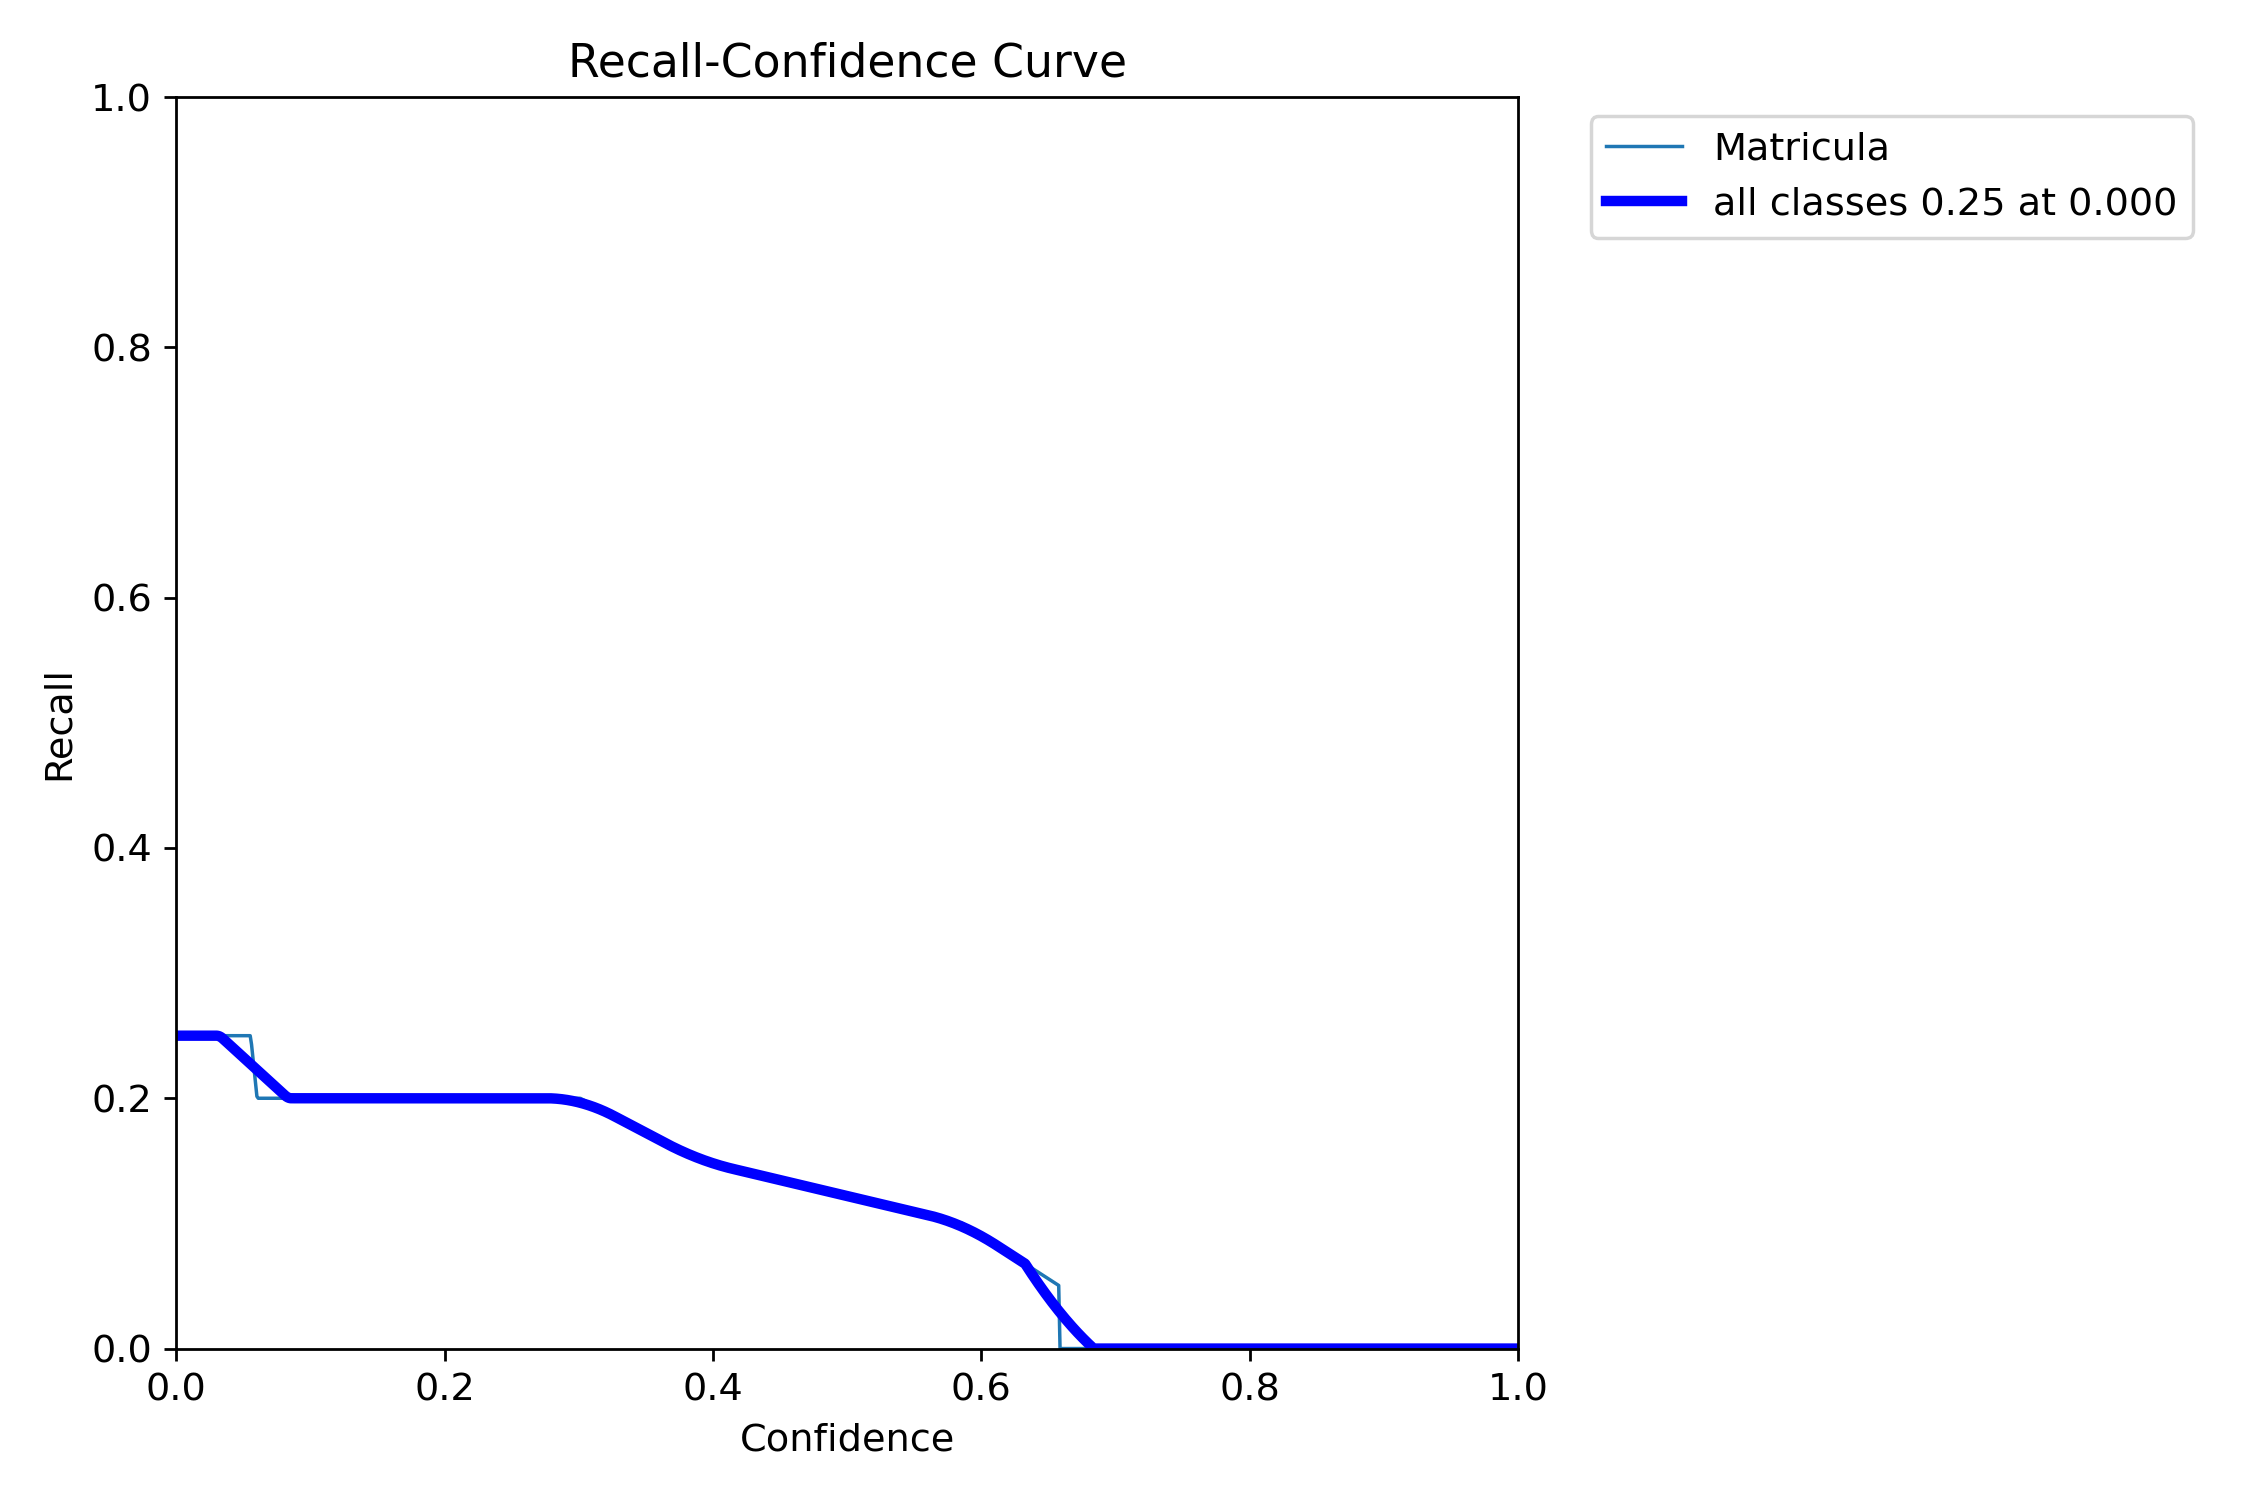 Recall-Confidence Curve
1.0
0.8
0.6
0.4
0.2
0.0
Recall
0.0 0.2 0.4 0.6 0.8 1.0
Confidence
Matricula
all classes 0.25 at 0.000